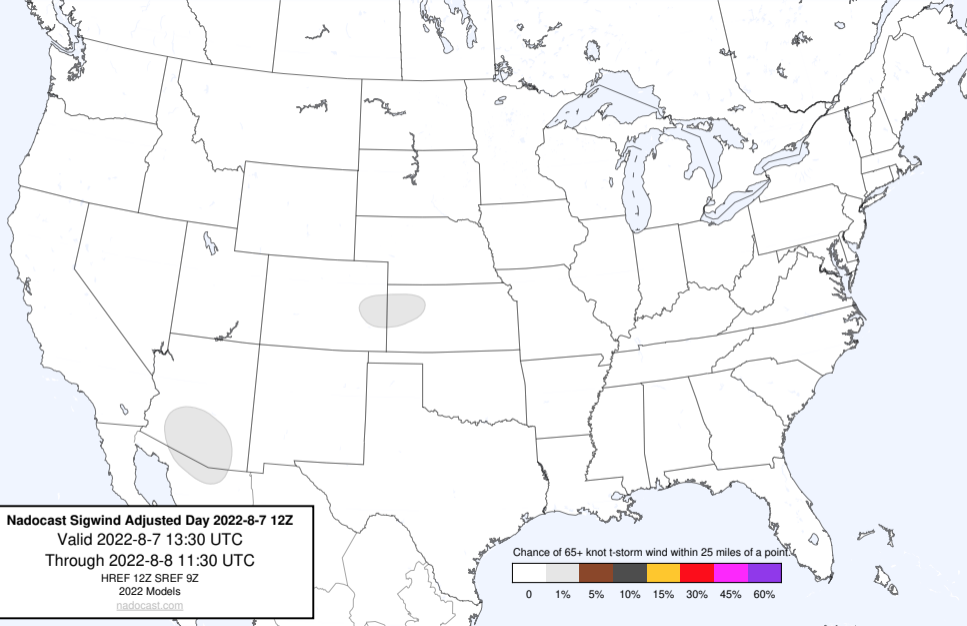 Nadocast Sigwind Adjusted Day 2022-8-7 12Z
Valid 2022-8-7 13:30 UTC
Through 2022-8-8 11:30 UTC
HREF 12Z SREF 9Z
2022 Models
nadocast.com
Chance of 65+ knot t-storm wind within 25 miles of a point.
0 1% 5% 10% 15% 30% 45% 60%